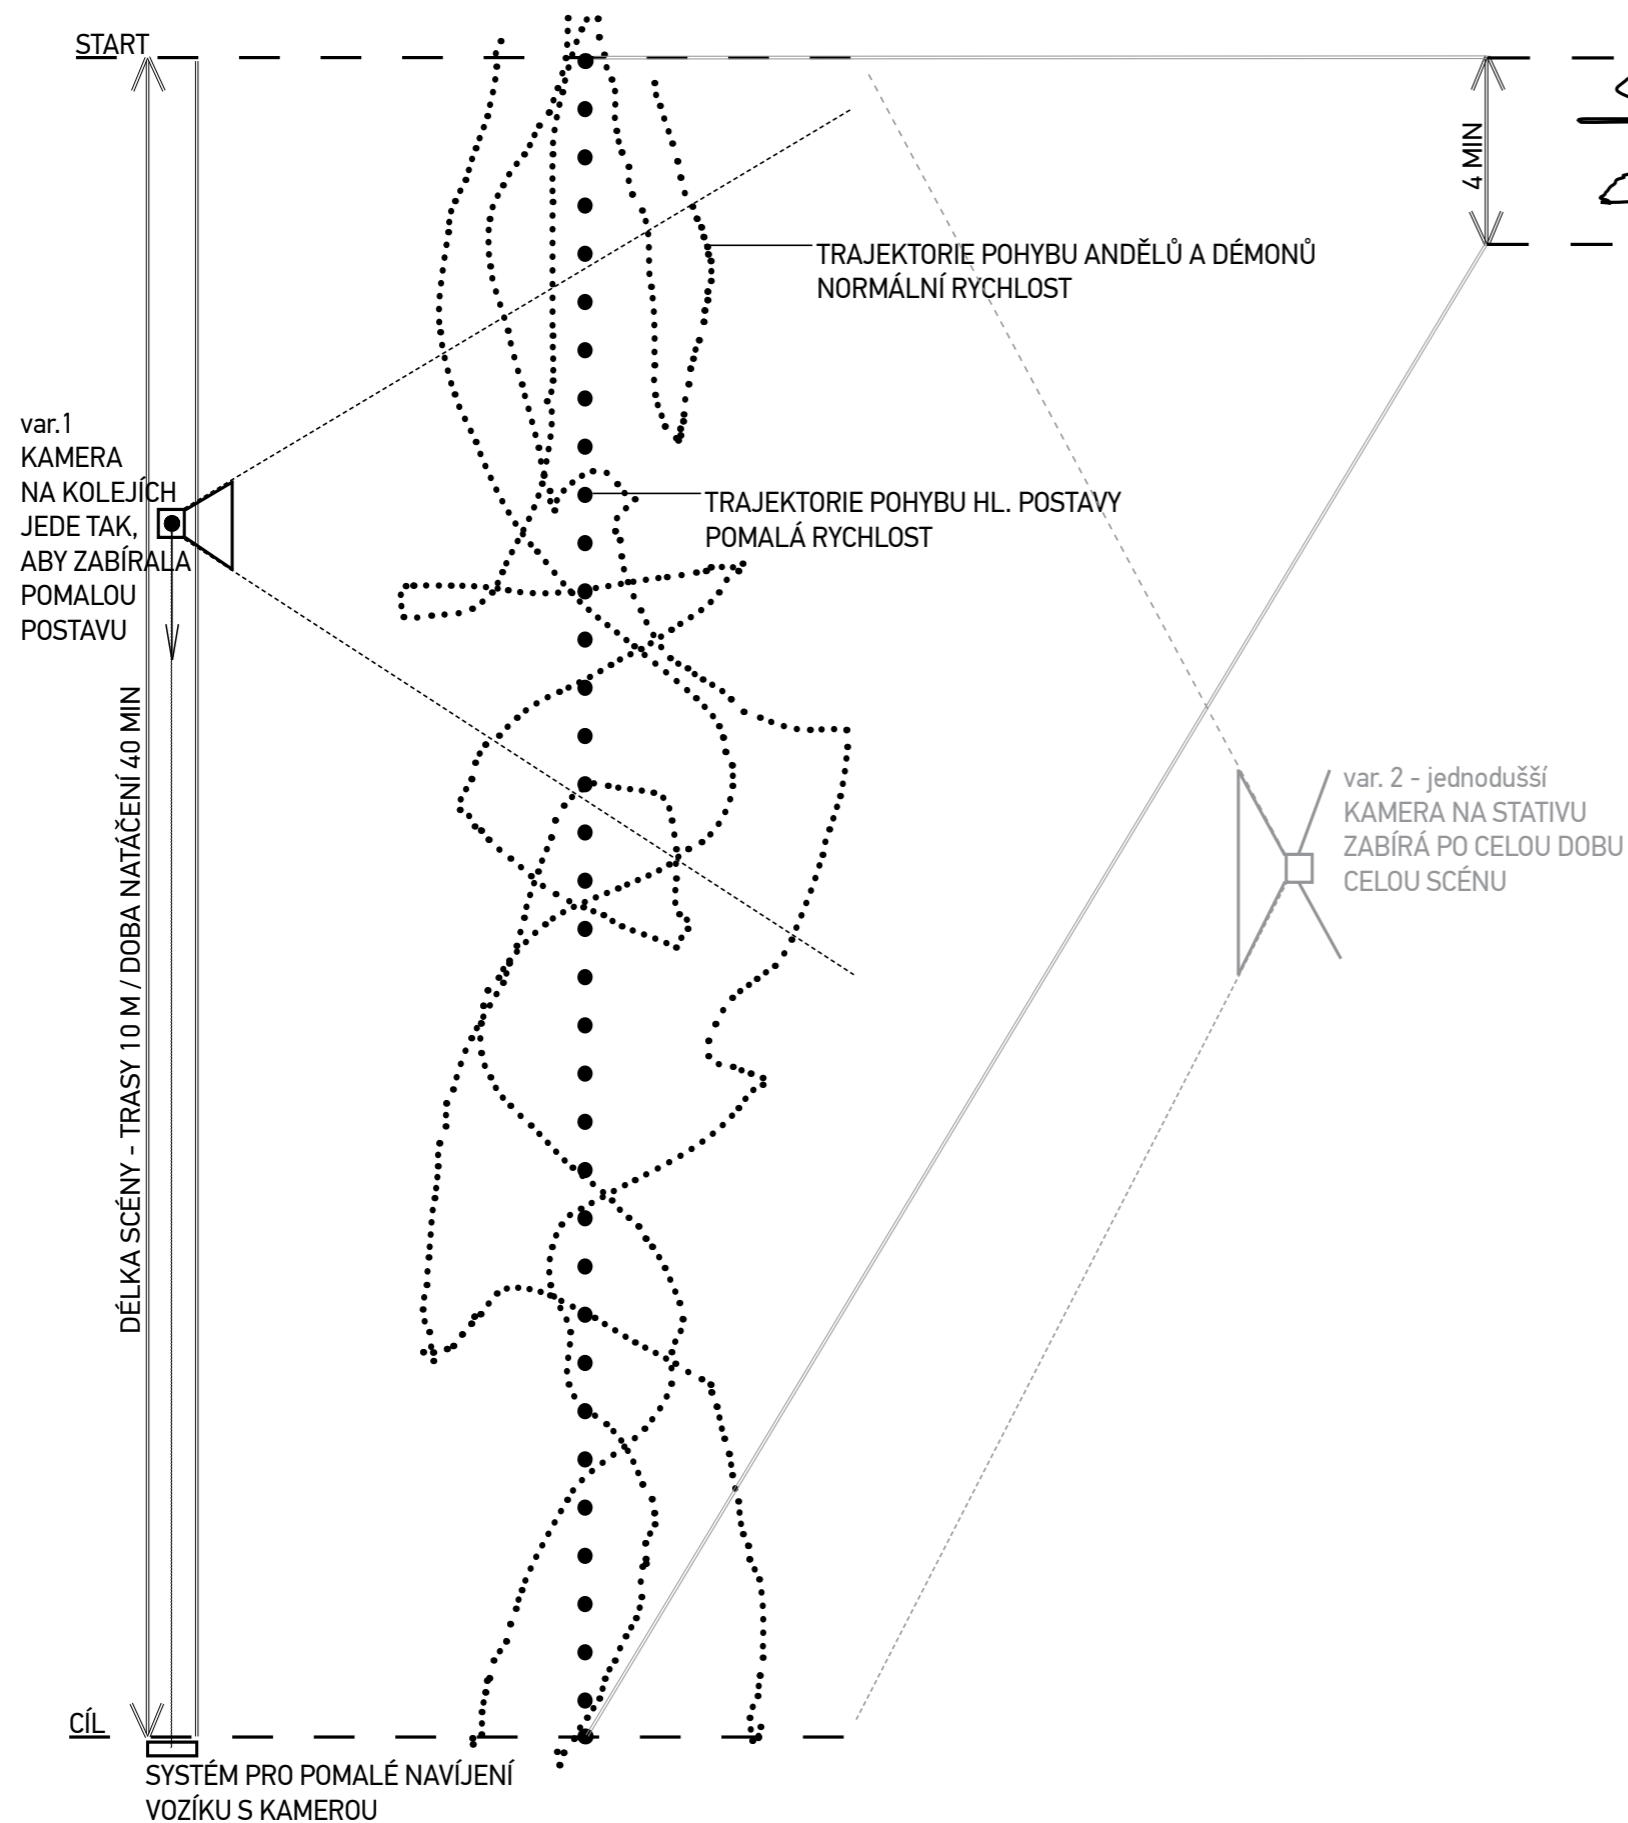 START
4 MIN
TRAJEKTORIE POHYBU ANDĚLŮ A DÉMONŮ
NORMÁLNÍ RYCHLOST
var.1
KAMERA
NA KOLEJÍCH
JEDE TAK,
ABY ZABÍRALA
POMALOU
POSTAVU
TRAJEKTORIE POHYBU HL. POSTAVY
POMALÁ RYCHLOST
DÉLKA SCÉNY - TRASY 10 M / DOBA NATÁČENÍ 40 MIN
var. 2 - jednodušší
KAMERA NA STATIVU
ZABÍRÁ PO CELOU DOBU
CELOU SCÉNU
CÍL
SYSTÉM PRO POMALÉ NAVÍJENÍ
VOZÍKU S KAMEROU